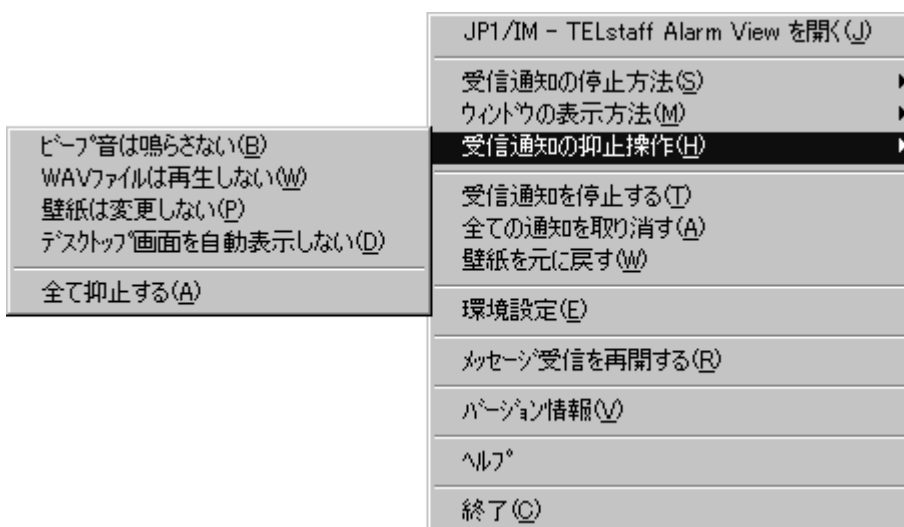 JP1/IM - TELstaff Alarm View を開く(J)
受信通知の停止方法(S)
ｳｨﾝﾄﾞｳの表示方法(M)
受信通知の抑止操作(H)
受信通知を停止する(T)
全ての通知を取り消す(A)
壁紙を元に戻す(W)
環境設定(E)
ﾒｯｾｰｼﾞ受信を再開する(R)
ﾊﾞｰｼﾞｮﾝ情報(V)
ﾍﾙﾌﾟ
終了(C)
ﾋﾞｰﾌﾟ音は鳴らさない(B)
WAVﾌｧｲﾙは再生しない(W)
壁紙は変更しない(P)
ﾃﾞｽｸﾄｯﾌﾟ画面を自動表示しない(D)
全て抑止する(A)